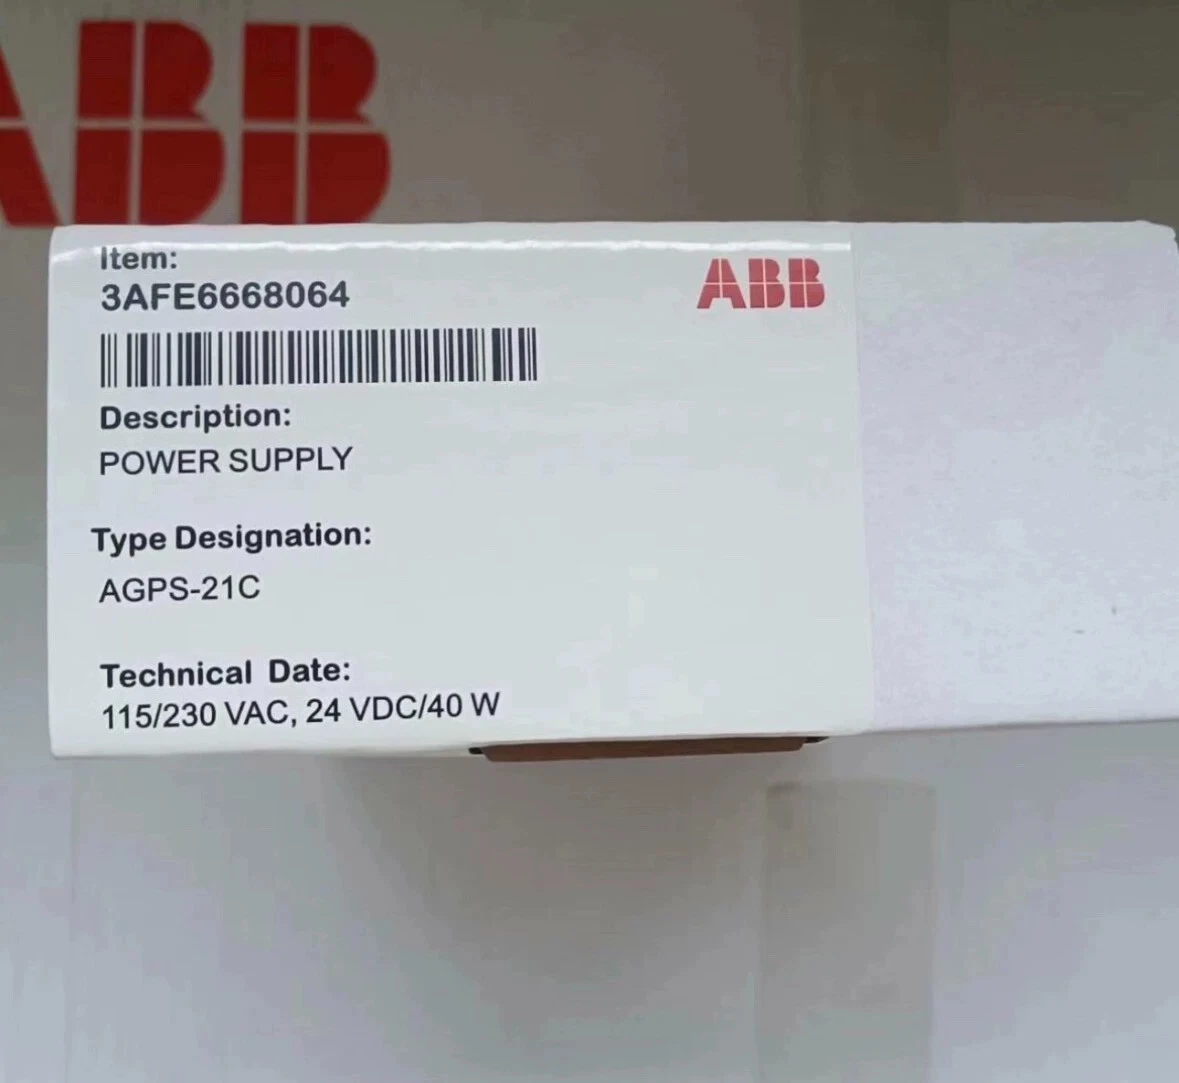 ABB
Item:
3AFE6668064
ABB
Description:
POWER SUPPLY
Type Designation:
AGPS-21C
Technical Date:
115/230 VAC, 24 VDC/40 W